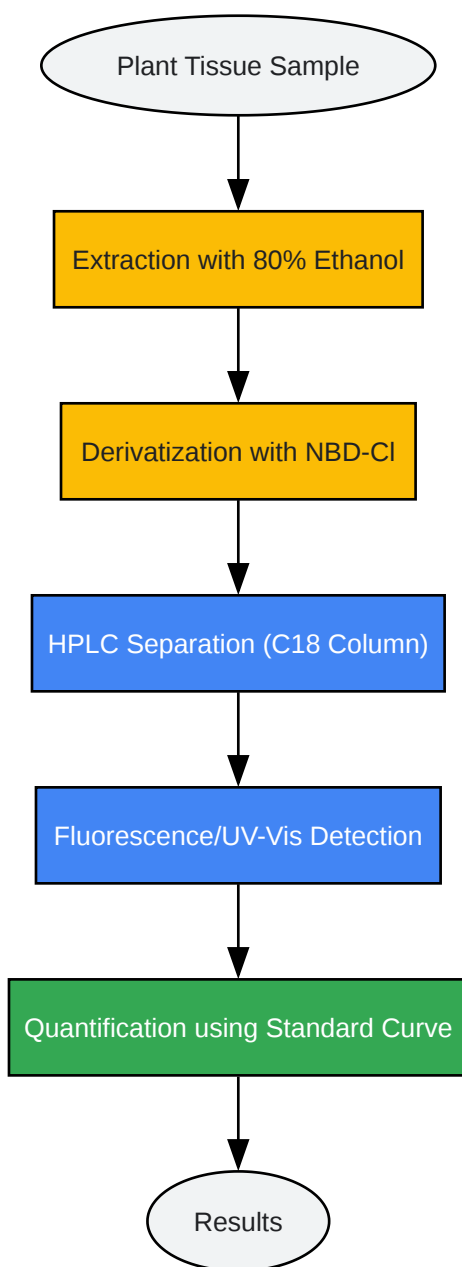 Plant Tissue Sample
Extraction with 80% Ethanol
Derivatization with NBD-Cl
HPLC Separation (C18 Column)
Fluorescence/UV-Vis Detection
Quantification using Standard Curve
Results